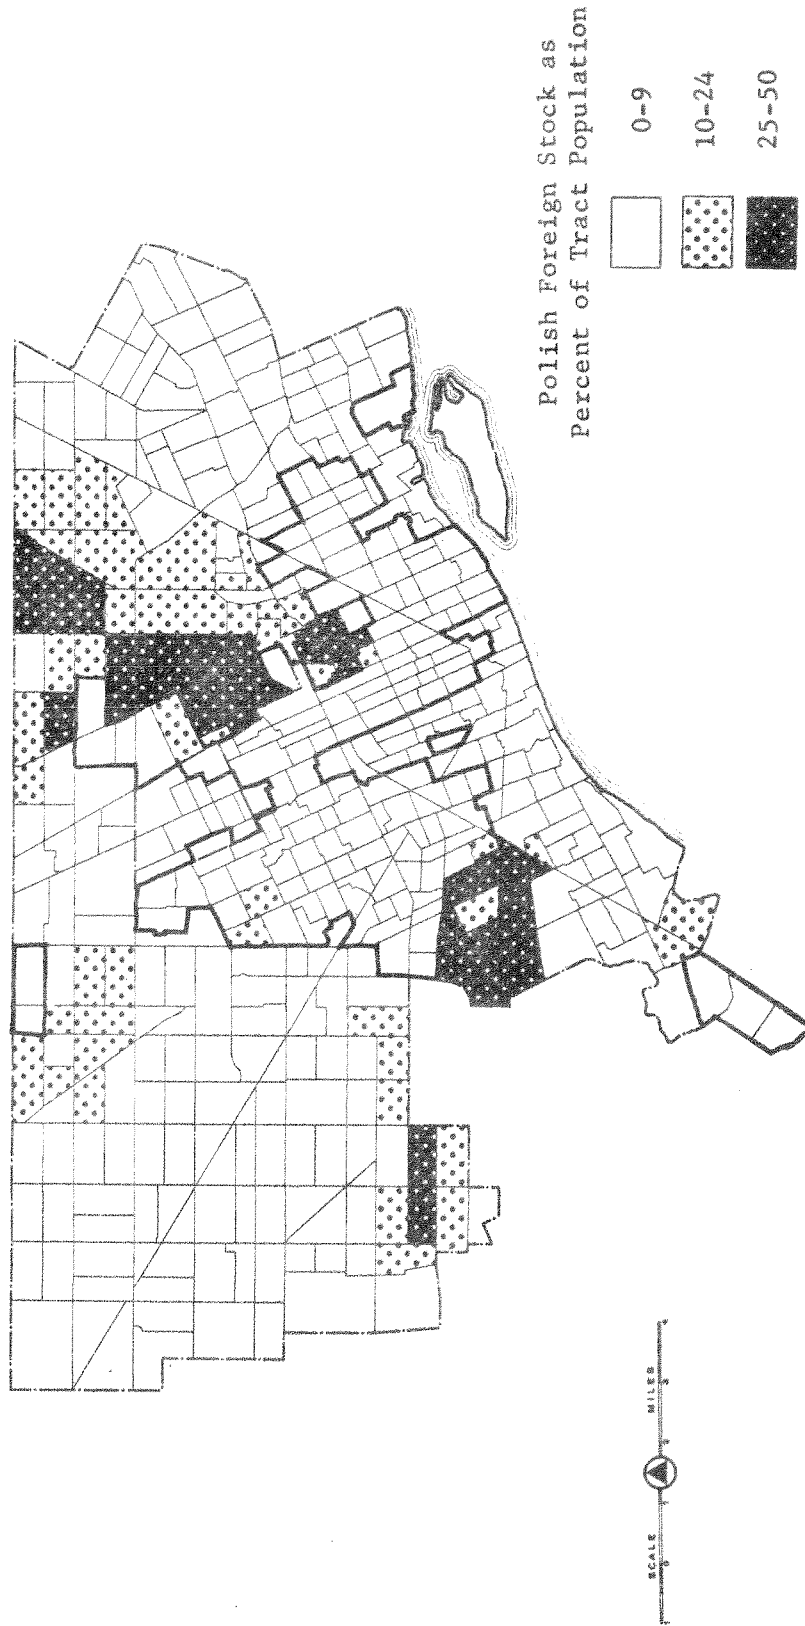 Polish Foreign Stock as
Percent of Tract Population
0-9
10-24
25-50
SCALE
MILES